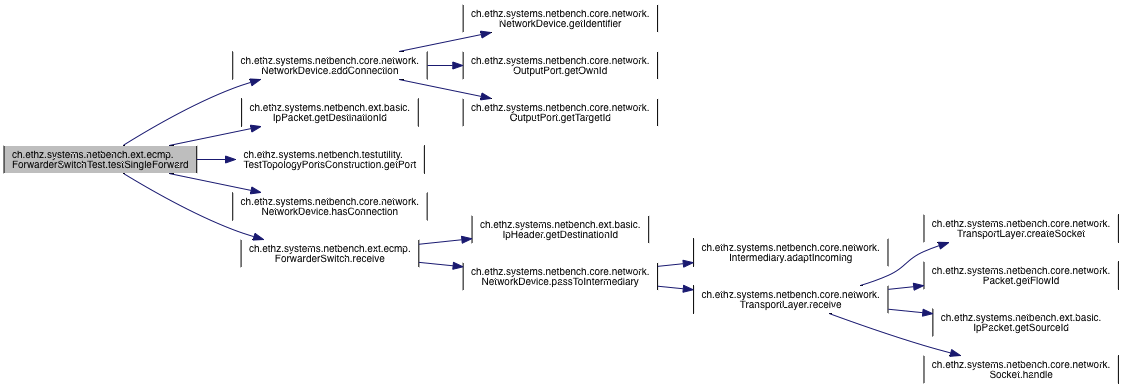 ch.ethz.systems.netbench.ext.ecmp.
ForwarderSwitchTest.testSingleForward
ch.ethz.systems.netbench.core.network.
NetworkDevice.addConnection
ch.ethz.systems.netbench.core.network.
NetworkDevice.getIdentifier
ch.ethz.systems.netbench.core.network.
OutputPort.getOwnId
ch.ethz.systems.netbench.core.network.
OutputPort.getTargetId
ch.ethz.systems.netbench.ext.basic.
IpPacket.getDestinationId
ch.ethz.systems.netbench.testutility.
TestTopologyPortsConstruction.getPort
ch.ethz.systems.netbench.core.network.
NetworkDevice.hasConnection
ch.ethz.systems.netbench.ext.ecmp.
ForwarderSwitch.receive
ch.ethz.systems.netbench.ext.basic.
IpHeader.getDestinationId
ch.ethz.systems.netbench.core.network.
NetworkDevice.passToIntermediary
ch.ethz.systems.netbench.core.network.
Intermediary.adaptIncoming
ch.ethz.systems.netbench.core.network.
TransportLayer.receive
ch.ethz.systems.netbench.core.network.
TransportLayer.createSocket
ch.ethz.systems.netbench.core.network.
Packet.getFlowId
ch.ethz.systems.netbench.ext.basic.
IpPacket.getSourceId
ch.ethz.systems.netbench.core.network.
Socket.handle